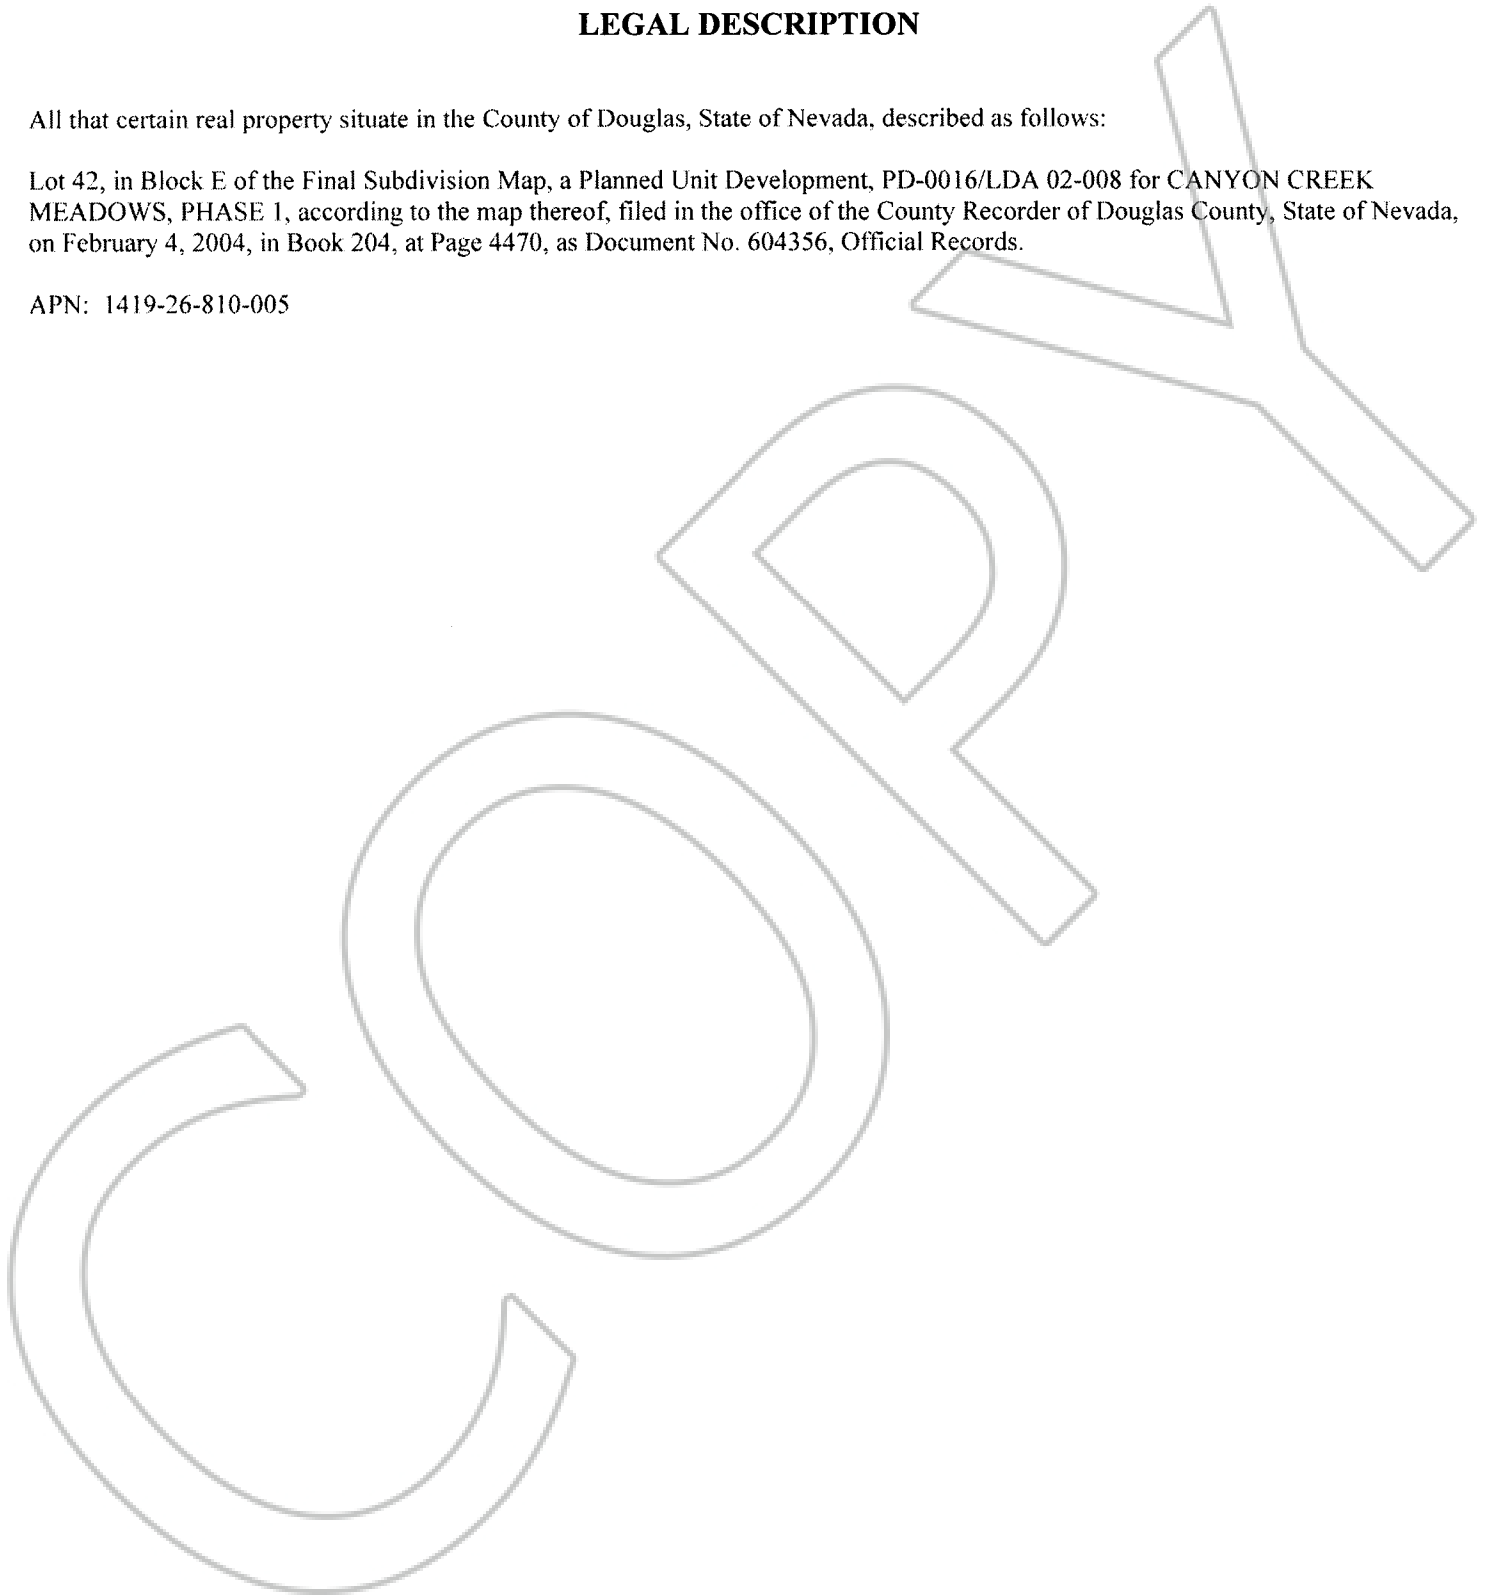 LEGAL DESCRIPTION
All that certain real property situate in the County of Douglas, State of Nevada, described as follows:
Lot 42, in Block E of the Final Subdivision Map, a Planned Unit Development, PD-0016/LDA 02-008 for CANYON CREEK
MEADOWS, PHASE 1, according to the map thereof, filed in the office of the County Recorder of Douglas County, State of Nevada,
on February 4, 2004, in Book 204, at Page 4470, as Document No. 604356, Official Records.
APN: 1419-26-810-005
COPY